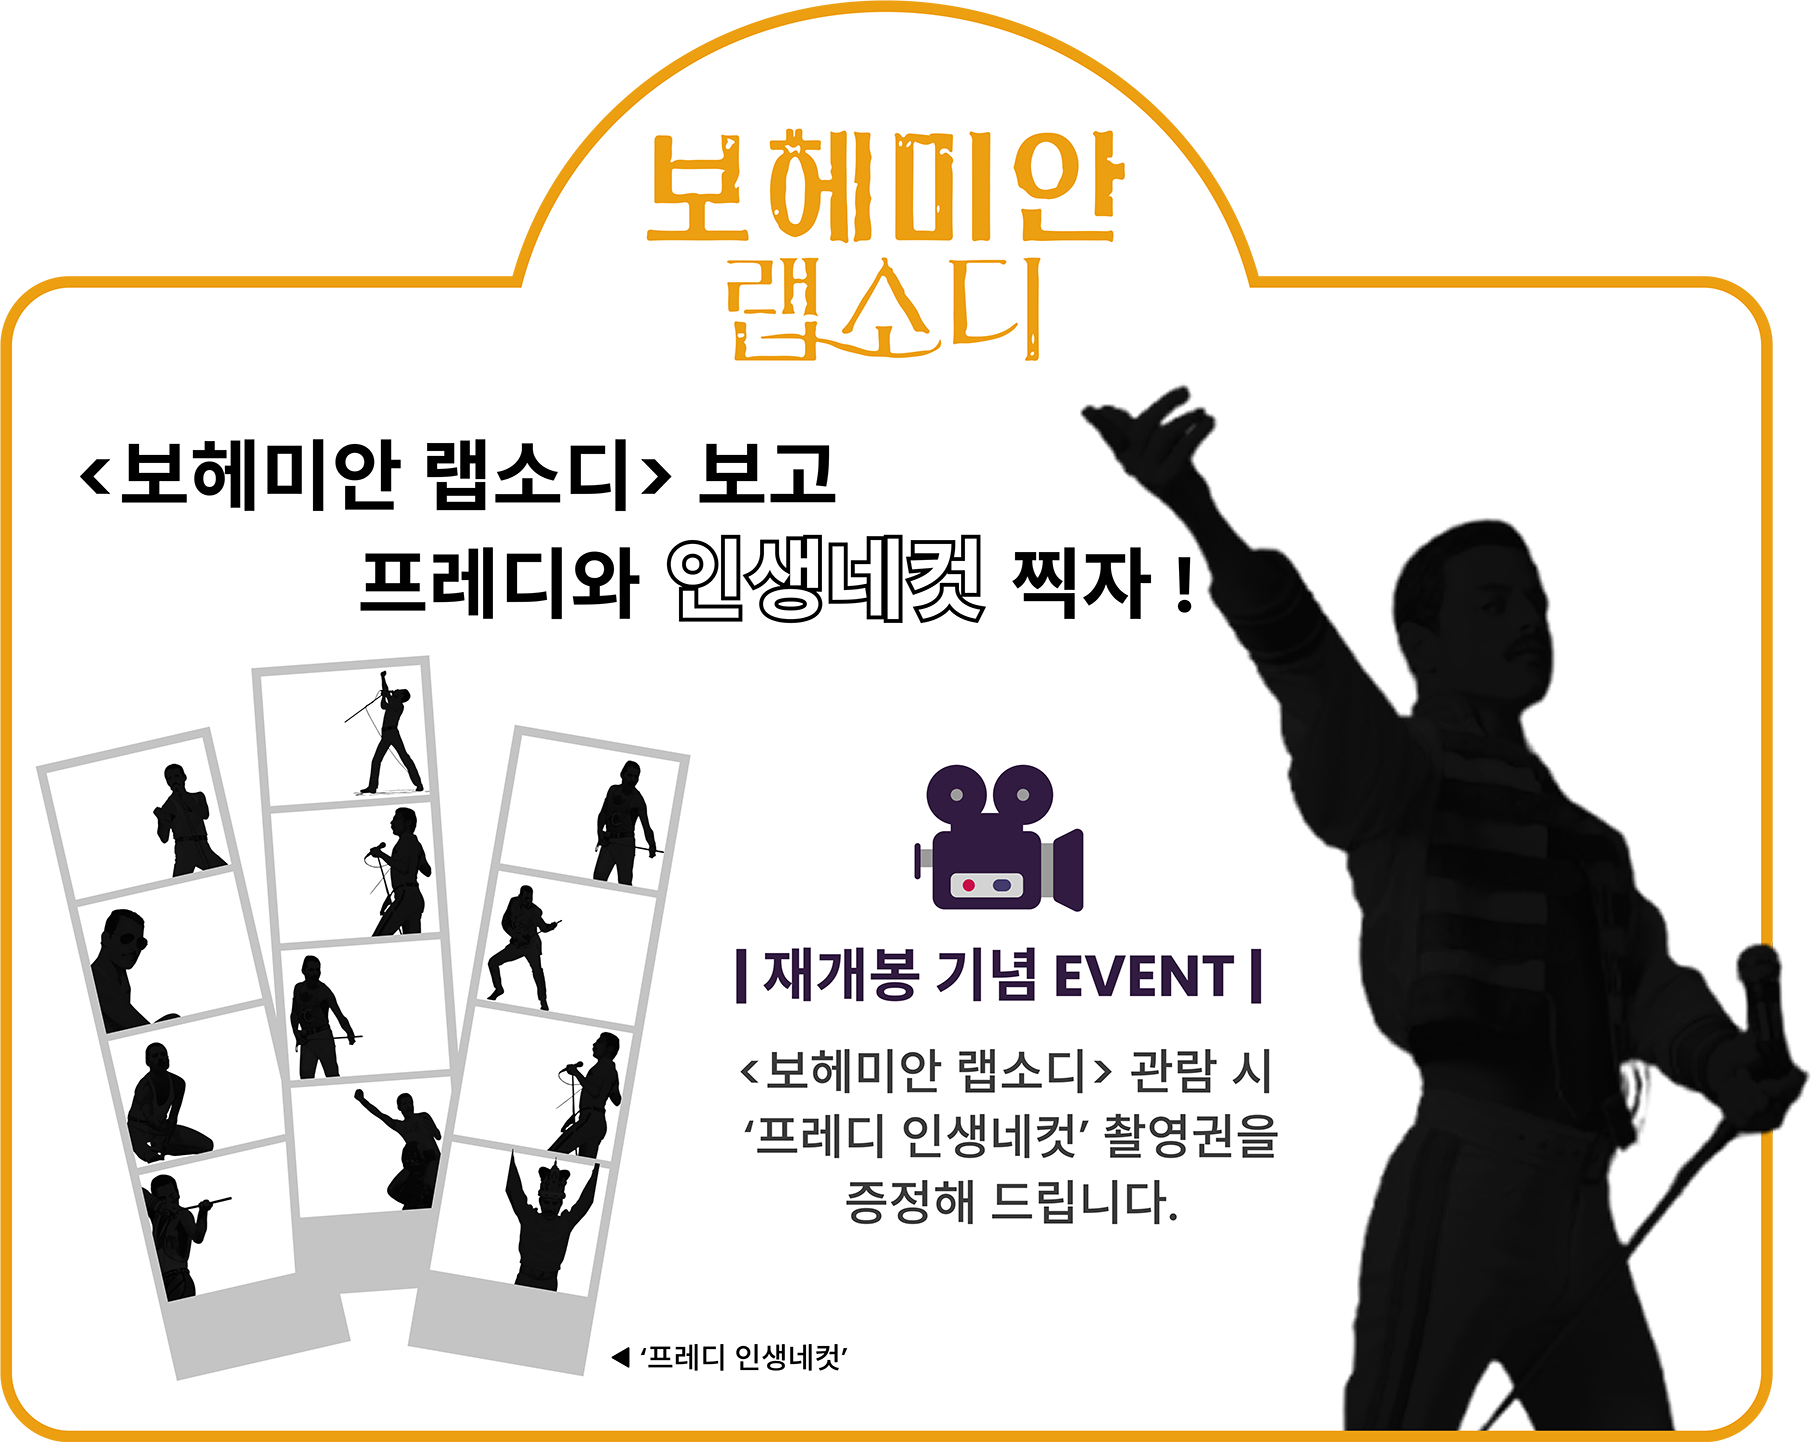 보헤미안
랩소디
<보헤미안 랩소디> 보고
프레디와 인생네컷 찍자 !
| 재개봉 기념 EVENT |
<보헤미안 랩소디> 관람 시
‘프레디 인생네컷’ 촬영권을
증정해 드립니다.
◀ ‘프레디 인생네컷’